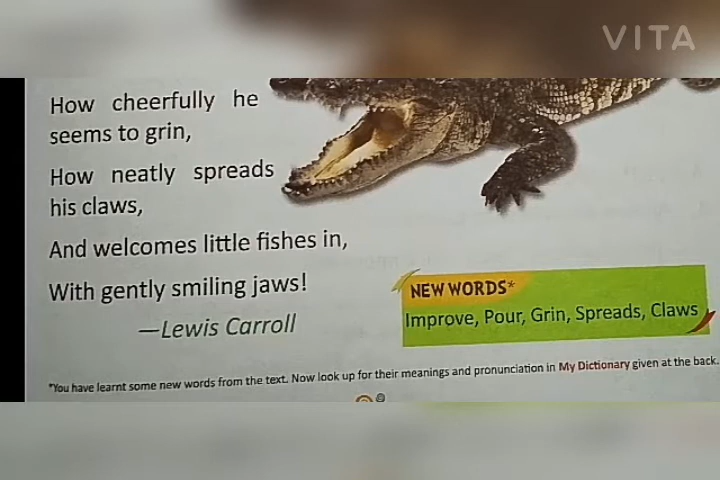 VITA
How cheerfully he
seems to grin,
How neatly spreads
his claws,
And welcomes little fishes in,
With gently smiling jaws!
—Lewis Carroll
NEW WORDS*
Improve, Pour, Grin, Spreads, Claws
*You have learnt some new words from the text. Now look up for their meanings and pronunciation in My Dictionary given at the back.